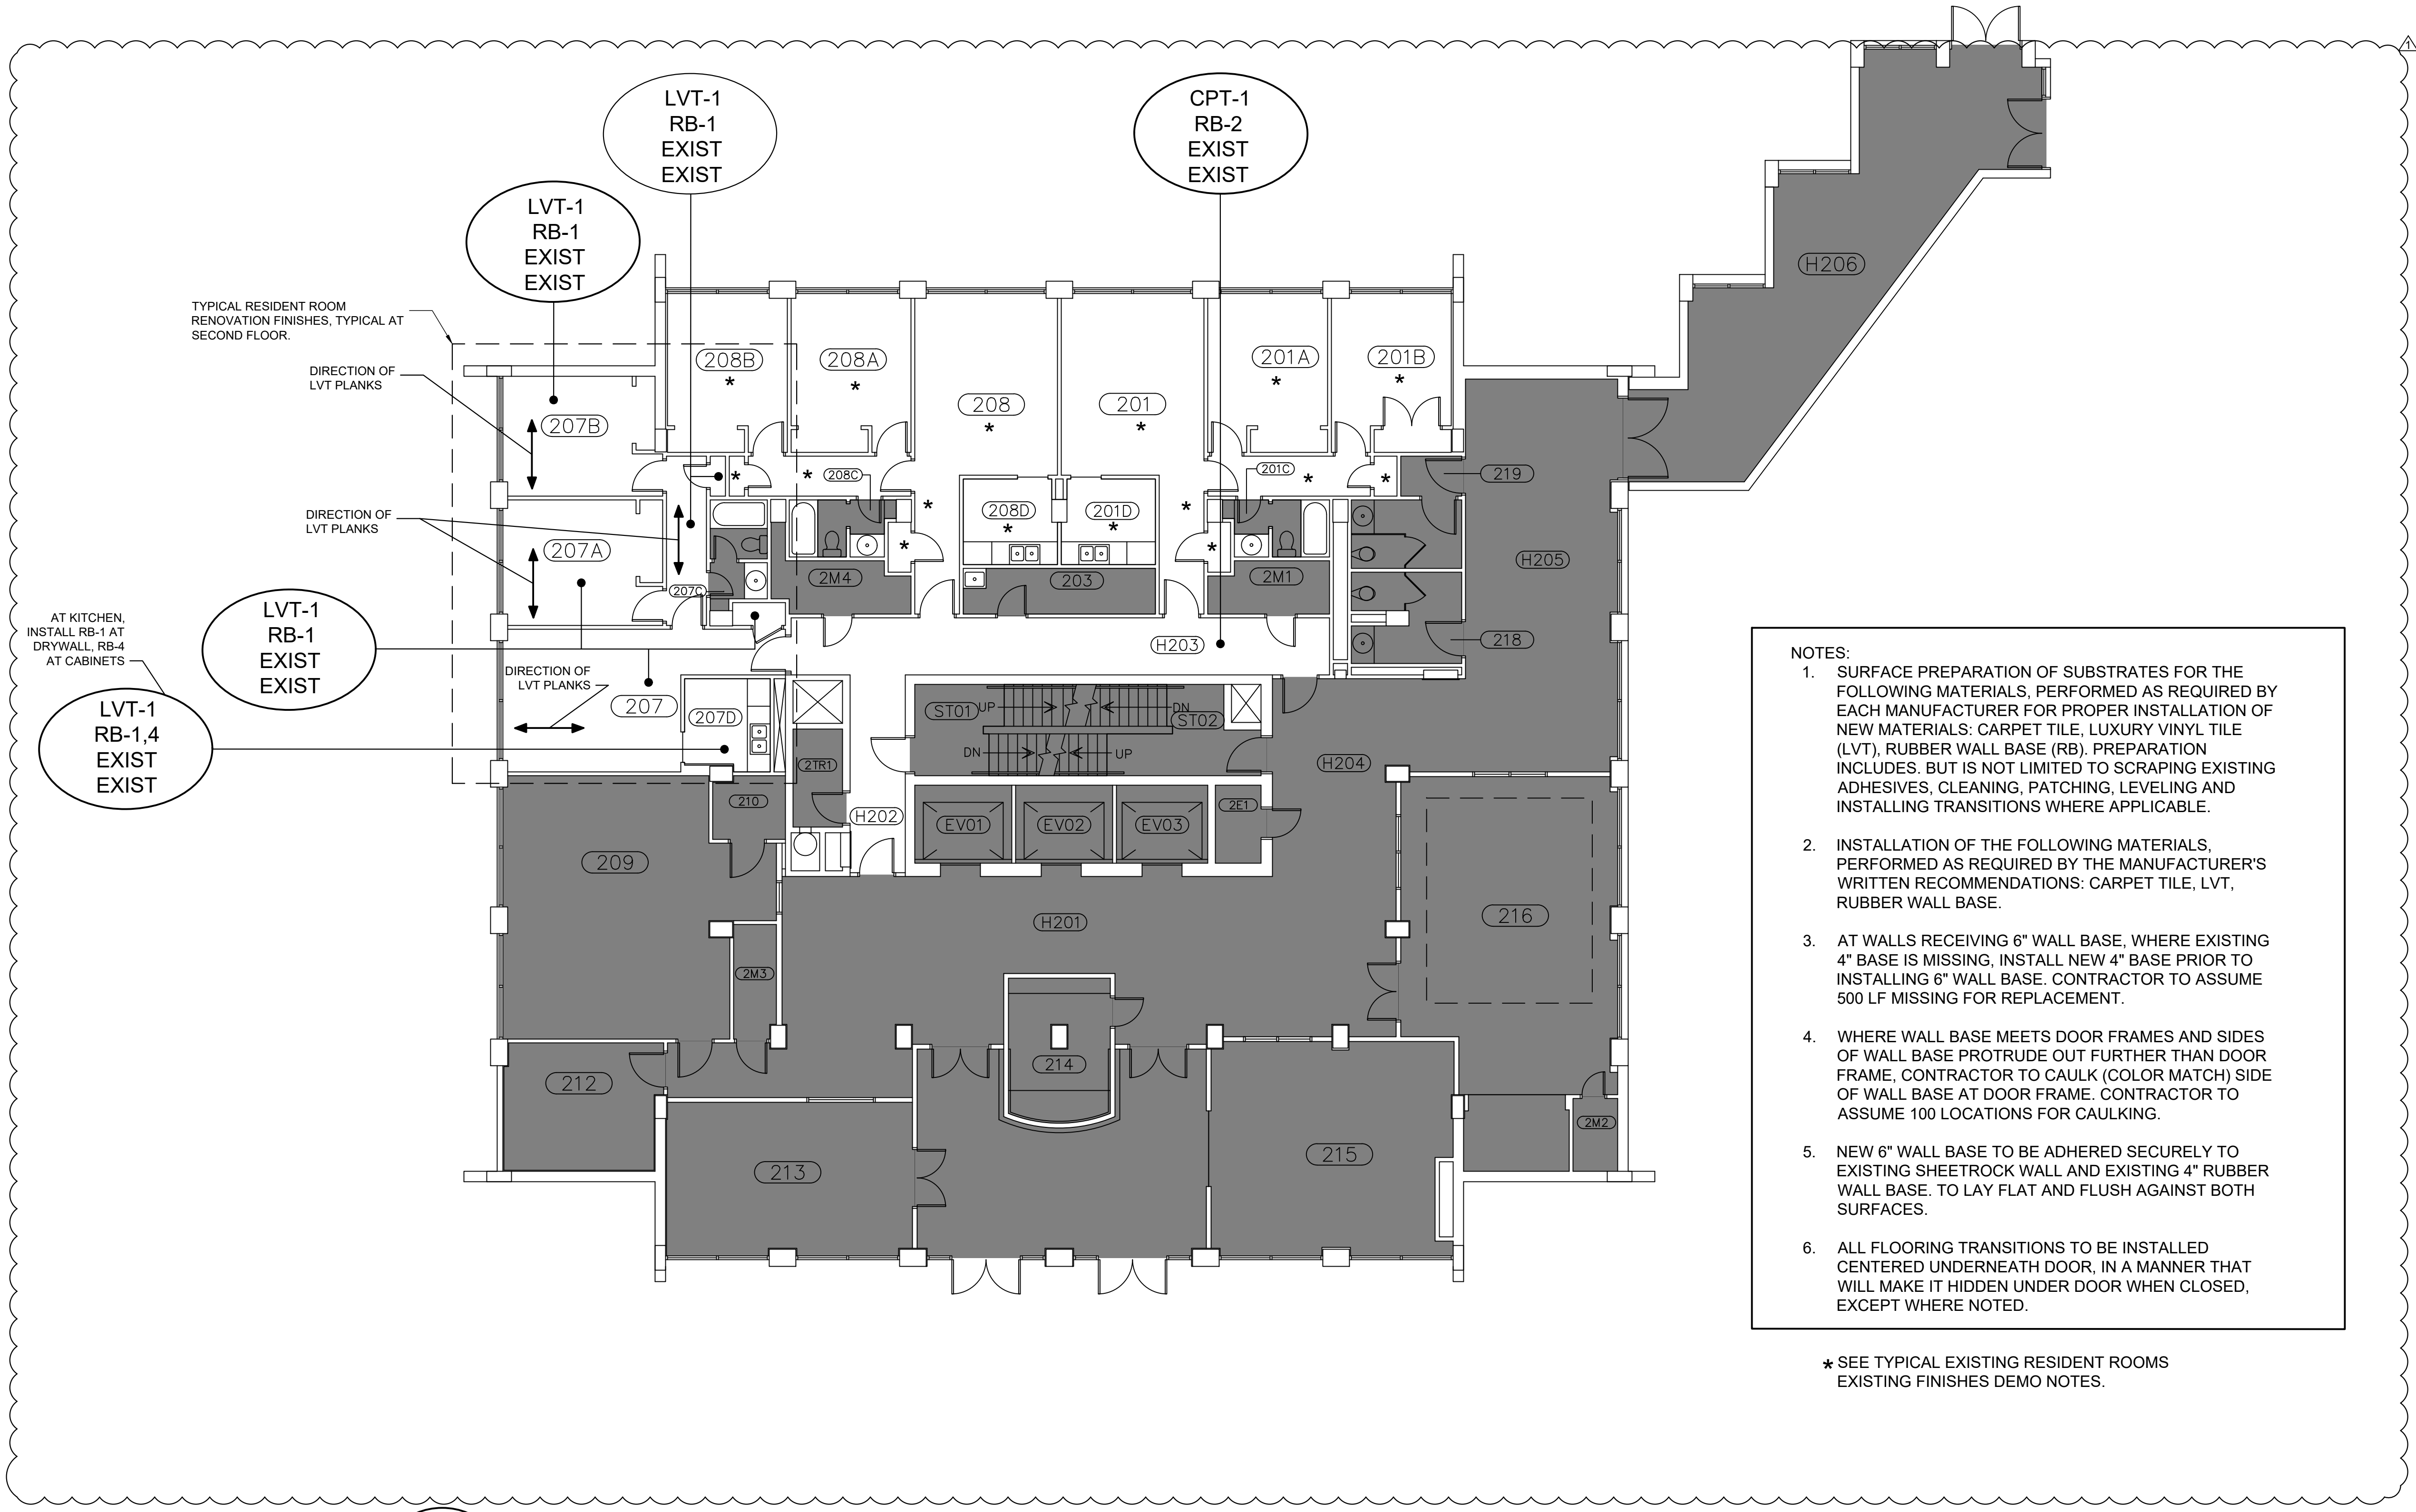 1
LVT-1
RB-1
EXIST
EXIST
CPT-1
RB-2
EXIST
EXIST
LVT-1
RB-1
EXIST
EXIST
H206
TYPICAL RESIDENT ROOM
RENOVATION FINISHES, TYPICAL AT
SECOND FLOOR.
DIRECTION OF
LVT PLANKS
208B
*
208A
*
201A
*
201B
*
208
*
201
*
207B
*
*
208C
201C
*
*
219
DIRECTION OF
LVT PLANKS
*
208D
*
201D
*
*
207A
*
*
H205
2M4
203
2M1
207C
LVT-1
RB-1
EXIST
EXIST
AT KITCHEN,
INSTALL RB-1 AT
DRYWALL, RB-4
AT CABINETS
H203
218
DIRECTION OF
LVT PLANKS
207
207D
LVT-1
RB-1,4
EXIST
EXIST
ST01
UP
DN
ST02
DN
UP
2TR1
H204
210
H202
EV01
EV02
EV03
2E1
209
H201
216
2M3
214
212
2M2
213
215
NOTES:
1. SURFACE PREPARATION OF SUBSTRATES FOR THE
FOLLOWING MATERIALS, PERFORMED AS REQUIRED BY
EACH MANUFACTURER FOR PROPER INSTALLATION OF
NEW MATERIALS: CARPET TILE, LUXURY VINYL TILE
(LVT), RUBBER WALL BASE (RB). PREPARATION
INCLUDES. BUT IS NOT LIMITED TO SCRAPING EXISTING
ADHESIVES, CLEANING, PATCHING, LEVELING AND
INSTALLING TRANSITIONS WHERE APPLICABLE.
2. INSTALLATION OF THE FOLLOWING MATERIALS,
PERFORMED AS REQUIRED BY THE MANUFACTURER'S
WRITTEN RECOMMENDATIONS: CARPET TILE, LVT,
RUBBER WALL BASE.
3. AT WALLS RECEIVING 6" WALL BASE, WHERE EXISTING
4" BASE IS MISSING, INSTALL NEW 4" BASE PRIOR TO
INSTALLING 6" WALL BASE. CONTRACTOR TO ASSUME
500 LF MISSING FOR REPLACEMENT.
4. WHERE WALL BASE MEETS DOOR FRAMES AND SIDES
OF WALL BASE PROTRUDE OUT FURTHER THAN DOOR
FRAME, CONTRACTOR TO CAULK (COLOR MATCH) SIDE
OF WALL BASE AT DOOR FRAME. CONTRACTOR TO
ASSUME 100 LOCATIONS FOR CAULKING.
5. NEW 6" WALL BASE TO BE ADHERED SECURELY TO
EXISTING SHEETROCK WALL AND EXISTING 4" RUBBER
WALL BASE. TO LAY FLAT AND FLUSH AGAINST BOTH
SURFACES.
6. ALL FLOORING TRANSITIONS TO BE INSTALLED
CENTERED UNDERNEATH DOOR, IN A MANNER THAT
WILL MAKE IT HIDDEN UNDER DOOR WHEN CLOSED,
EXCEPT WHERE NOTED.
* SEE TYPICAL EXISTING RESIDENT ROOMS
EXISTING FINISHES DEMO NOTES.